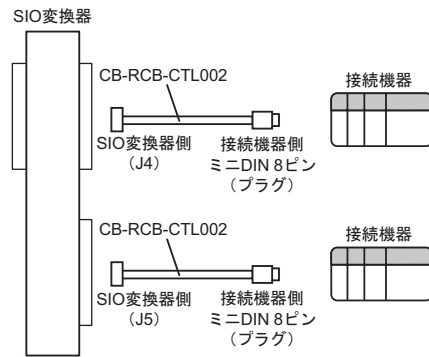 SIO変換器
CB-RCB-CTL002
接続機器
SIO変換器側
（J4）
接続機器側
ミニDIN 8ピン
（プラグ）
CB-RCB-CTL002
接続機器
SIO変換器側
（J5）
接続機器側
ミニDIN 8ピン
（プラグ）